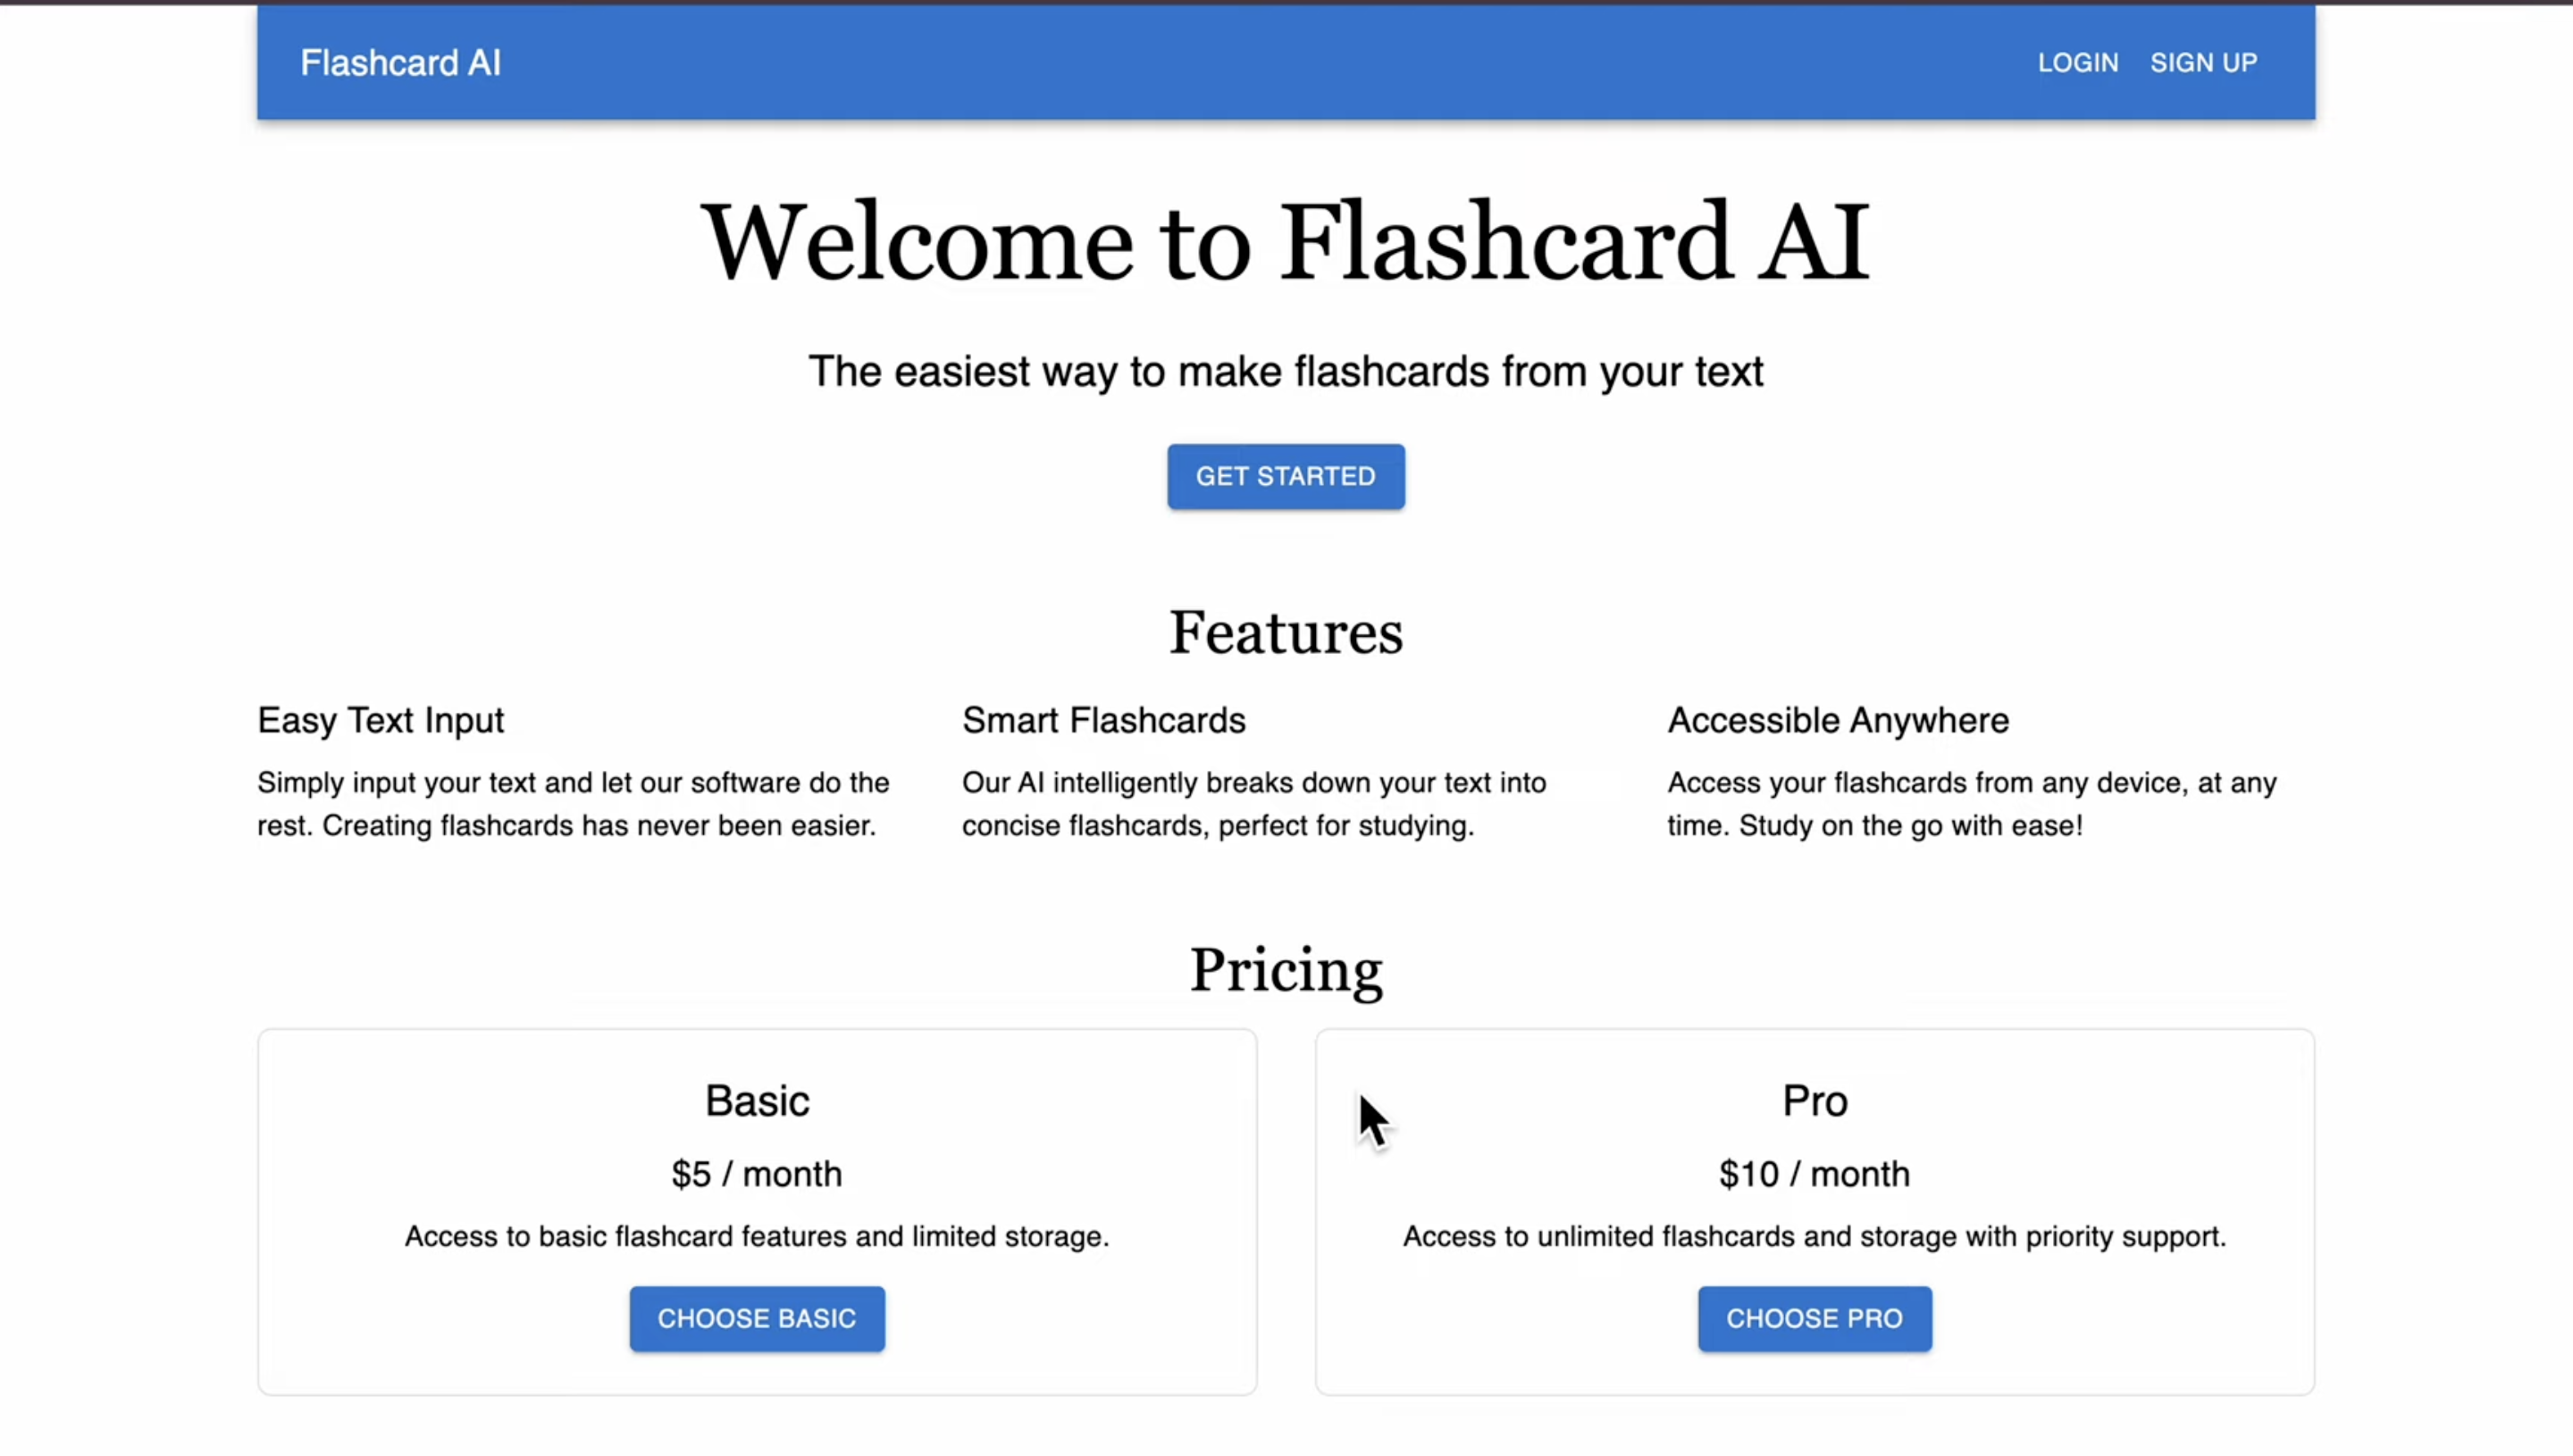 Flashcard AI
LOGIN SIGN UP
Welcome to Flashcard AI
The easiest way to make flashcards from your text
GET STARTED
Features
Easy Text Input
Simply input your text and let our software do the
rest. Creating flashcards has never been easier.
Smart Flashcards
Our AI intelligently breaks down your text into
concise flashcards, perfect for studying.
Accessible Anywhere
Access your flashcards from any device, at any
time. Study on the go with ease!
Pricing
Basic
$5 / month
Access to basic flashcard features and limited storage.
CHOOSE BASIC
Pro
$10 / month
Access to unlimited flashcards and storage with priority support.
CHOOSE PRO